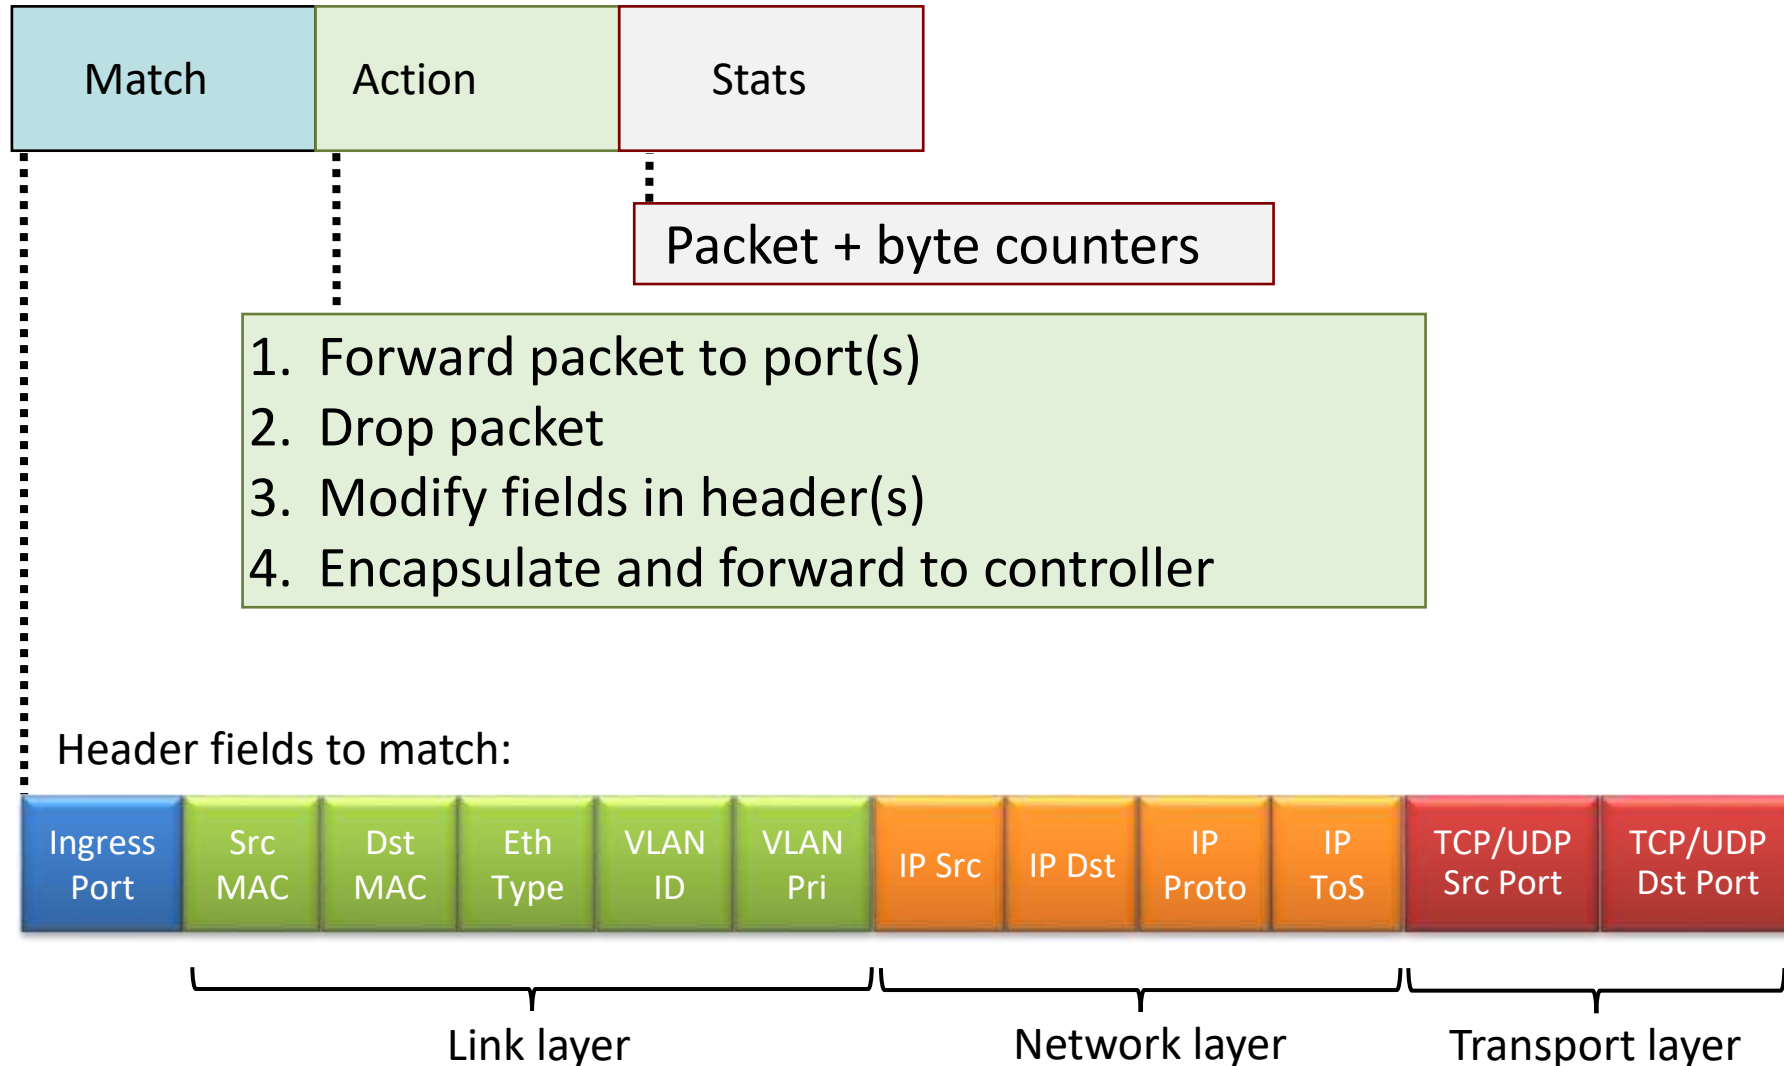 Match
Action
Stats
Packet + byte counters
1. Forward packet to port(s)
2. Drop packet
3. Modify fields in header(s)
4. Encapsulate and forward to controller
Header fields to match:
Ingress
Port
Src
MAC
Dst
MAC
Eth
Type
VLAN
ID
VLAN
Pri
IP Src
IP Dst
IP
Proto
IP
ToS
TCP/UDP
Src Port
TCP/UDP
Dst Port
Link layer
Network layer
Transport layer